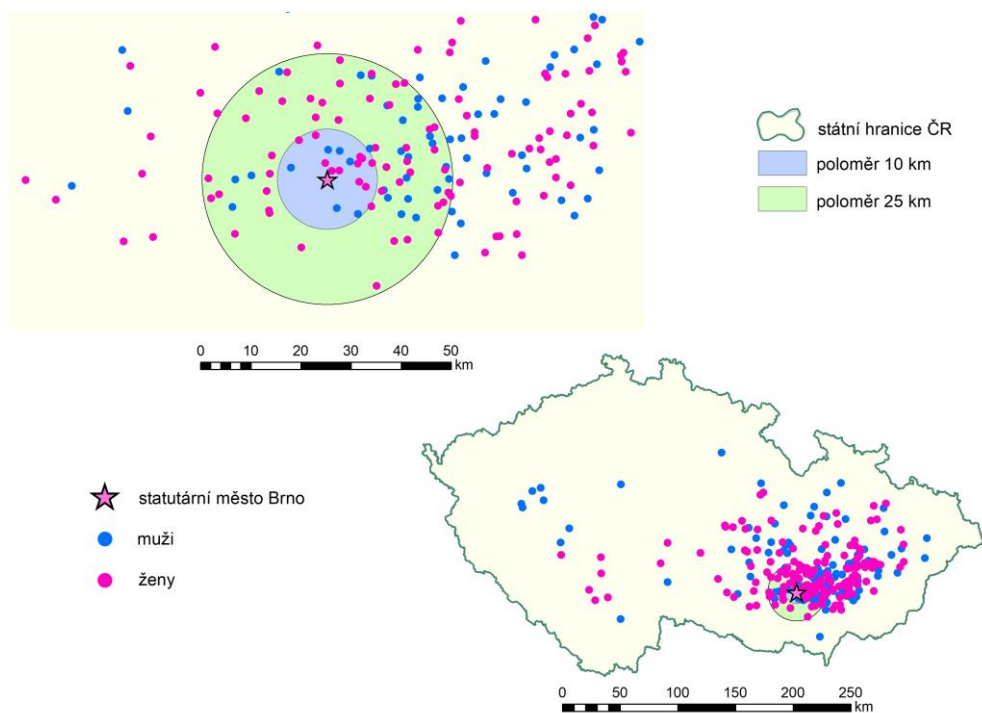 státní hranice ČR
poloměr 10 km
poloměr 25 km
0 10 20 30 40 50
km
statutární město Brno
muži
ženy
0 50 100 150 200 250
km